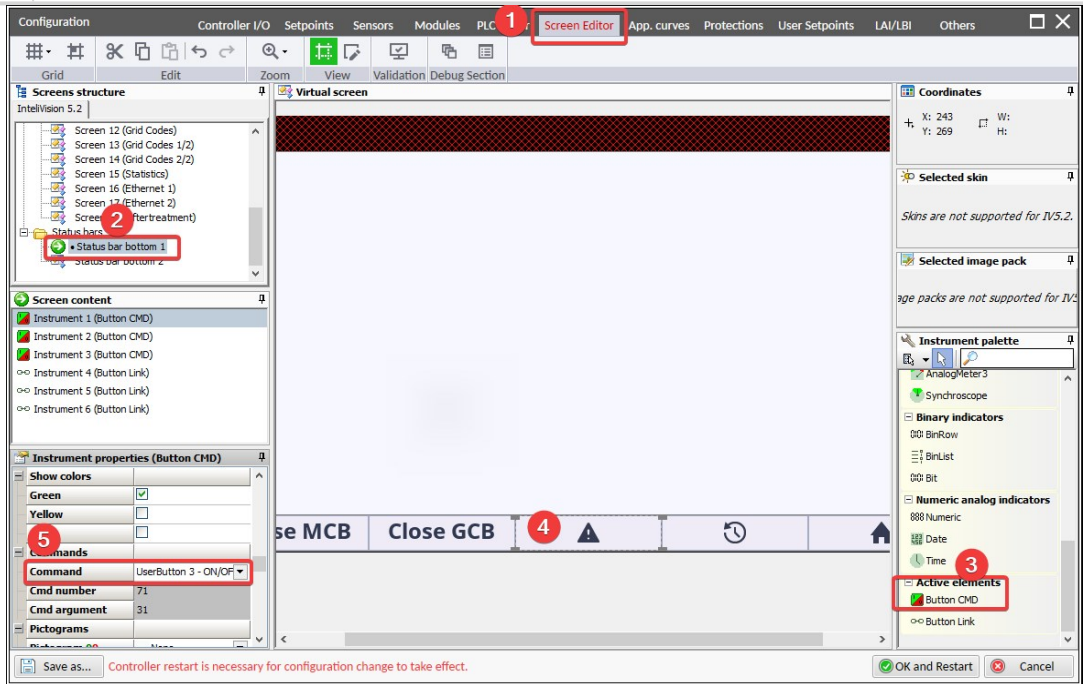 Configuration
Controller I/O Setpoints Sensors Modules PLC 1 Screen Editor App. curves Protections User Setpoints LAI/LBI Others
Grid Edit Zoom View Validation Debug Section
Screens structure
InteliVision 5.2
Screen 12 (Grid Codes)
Screen 13 (Grid Codes 1/2)
Screen 14 (Grid Codes 2/2)
Screen 15 (Statistics)
Screen 16 (Ethernet 1)
Screen 17 (Ethernet 2)
Scree ftertreatment)
2
Status bars
• Status bar bottom 1
Status bar bottom 2
Screen content
Instrument 1 (Button CMD)
Instrument 2 (Button CMD)
Instrument 3 (Button CMD)
Instrument 4 (Button Link)
Instrument 5 (Button Link)
Instrument 6 (Button Link)
Instrument properties (Button CMD)
Show colors
Green
Yellow
5
Commands
Command UserButton 3 - ON/OF
Cmd number 71
Cmd argument 31
Pictograms
Virtual screen
se MCB Close GCB 4
Coordinates
X: 243 W:
Y: 269 H:
Selected skin
Skins are not supported for IV5.2.
Selected image pack
age packs are not supported for IV5
Instrument palette
AnalogMeter3
Synchroscope
Binary indicators
BinRow
BinList
Bit
Numeric analog indicators
888 Numeric
Date
Time
3
Active elements
Button CMD
Button Link
Save as... Controller restart is necessary for configuration change to take effect. OK and Restart Cancel